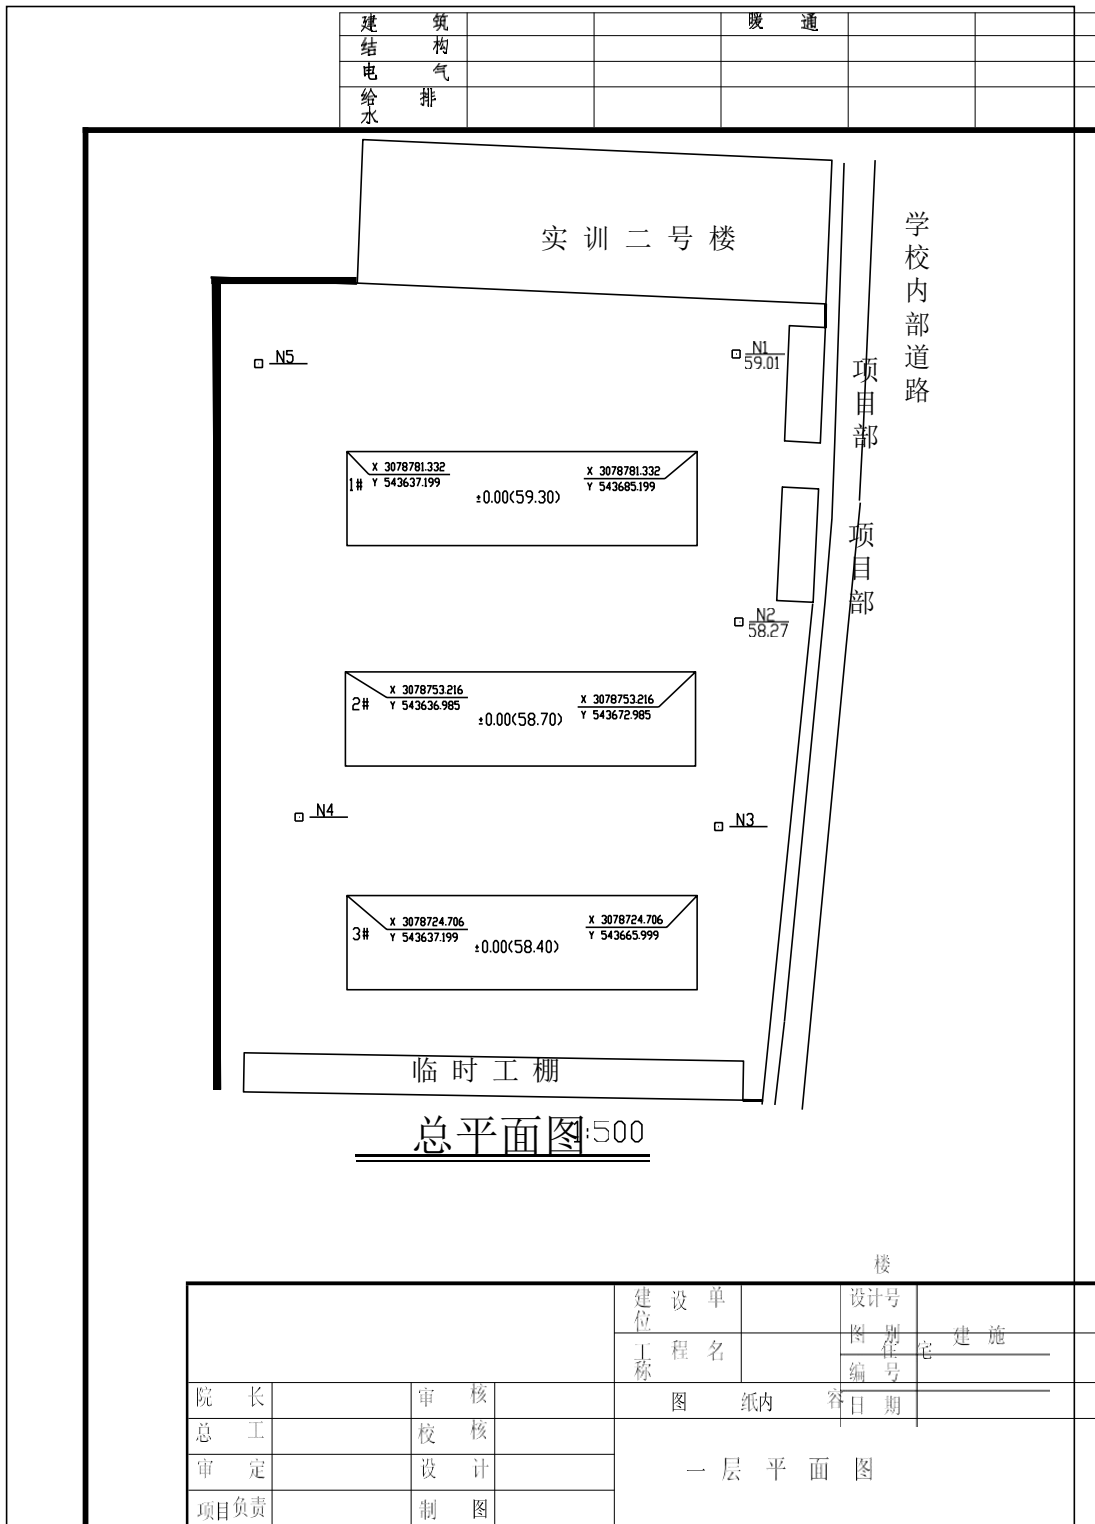 建 筑
暖 通
结 构
电 气
给 排
水
实训二号楼
学校内部道路
N5
N1
59.01
项目部
X 3078781.332
Y 543637.199
X 3078781.332
Y 543685.199
1#
±0.00(59.30)
项目部
N2
58.27
X 3078753.216
Y 543636.985
X 3078753.216
Y 543672.985
2#
±0.00(58.70)
N4
N3
X 3078724.706
Y 543637.199
X 3078724.706
Y 543665.999
3#
±0.00(58.40)
临时工棚
总平面图 1:500
楼
建 设 单
位
设计号
图 别
建 施
住 宅
工 程 名
称
编 号
院 长
审 核
图 纸内 容
日 期
总 工
校 核
审 定
设 计
一 层 平 面 图
项目负责
制 图